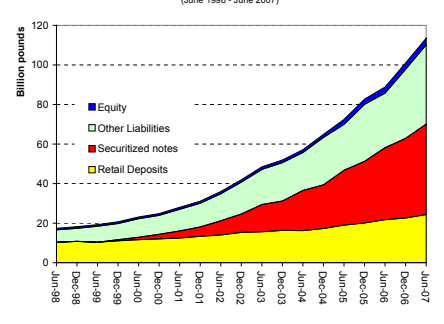 (June 1998 - June 2007)
Billion pounds
120
100
80
60
40
20
0
Equity
Other Liabilities
Securitized notes
Retail Deposits
Jun-98
Dec-98
Jun-99
Dec-99
Jun-00
Dec-00
Jun-01
Dec-01
Jun-02
Dec-02
Jun-03
Dec-03
Jun-04
Dec-04
Jun-05
Dec-05
Jun-06
Dec-06
Jun-07